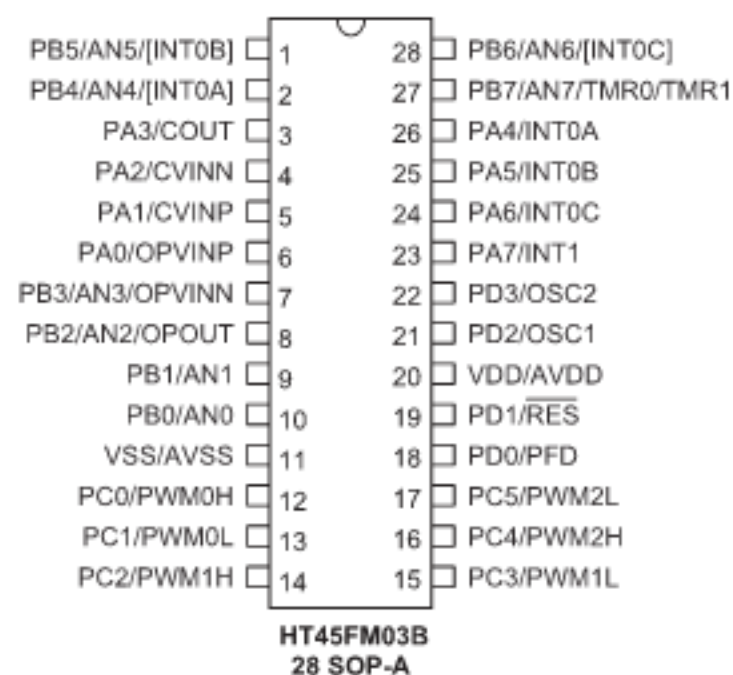 PB5/AN5/[INT0B] 1 28 PB6/AN6/[INT0C]
PB4/AN4/[INT0A] 2 27 PB7/AN7/TMR0/TMR1
PA3/COUT 3 26 PA4/INT0A
PA2/CVINN 4 25 PA5/INT0B
PA1/CVINP 5 24 PA6/INT0C
PA0/OPVINP 6 23 PA7/INT1
PB3/AN3/OPVINN 7 22 PD3/OSC2
PB2/AN2/OPOUT 8 21 PD2/OSC1
PB1/AN1 9 20 VDD/AVDD
PB0/AN0 10 19 PD1/R̅E̅S̅
VSS/AVSS 11 18 PD0/PFD
PC0/PWM0H 12 17 PC5/PWM2L
PC1/PWM0L 13 16 PC4/PWM2H
PC2/PWM1H 14 15 PC3/PWM1L
HT45FM03B
28 SOP-A